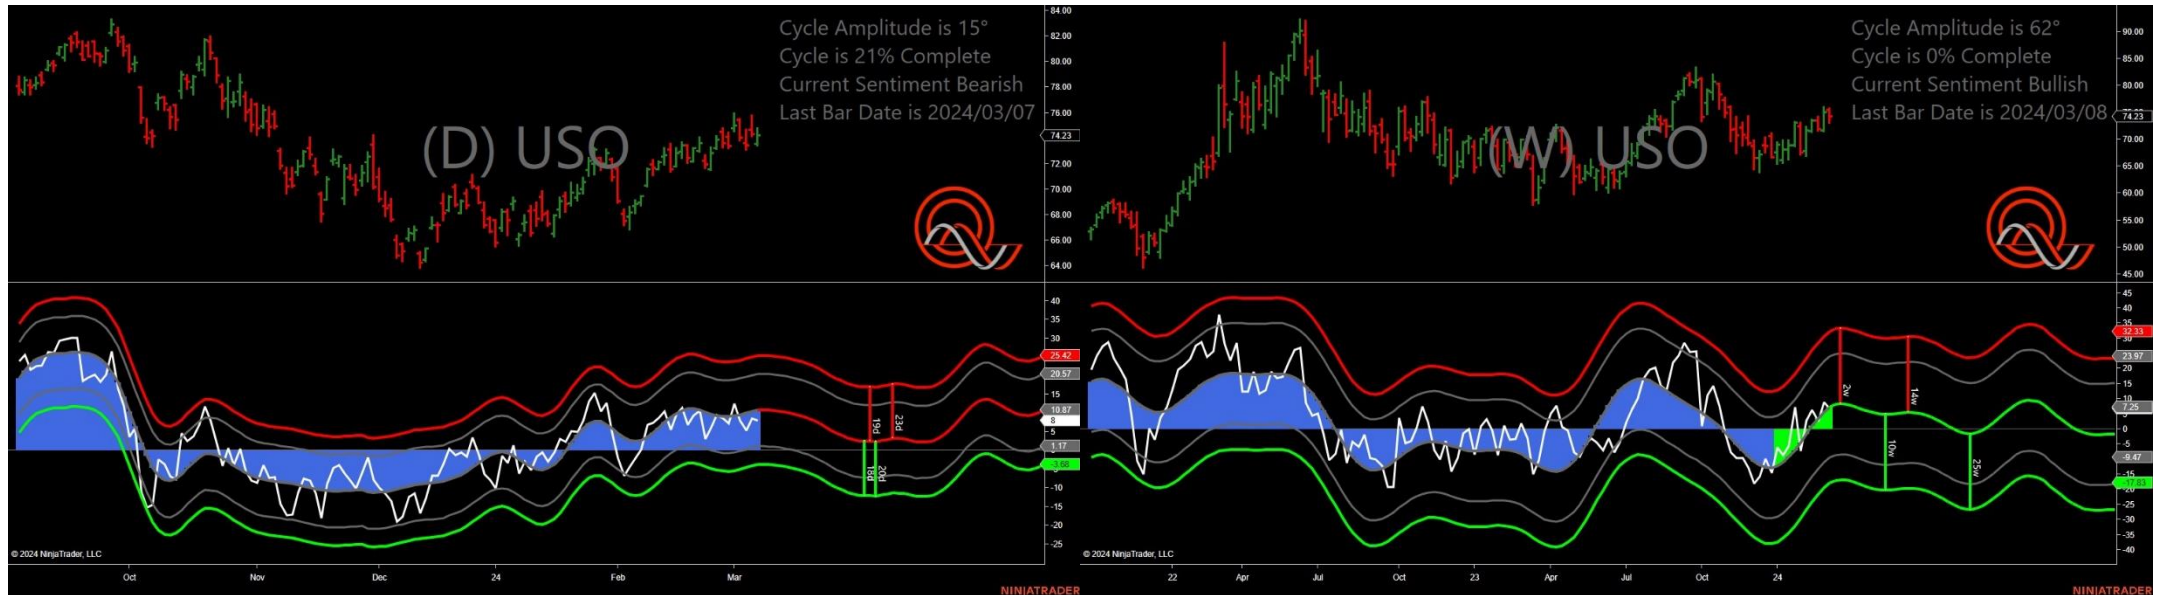 Cycle Amplitude is 15°
Cycle is 21% Complete
Current Sentiment Bearish
Last Bar Date is 2024/03/07
(D) USO
84.00
82.00
80.00
78.00
76.00
74.23
72.00
70.00
68.00
66.00
64.00
40
35
30
25.42
20.57
15
10.87
8
5
1.17
-3.68
-10
-15
-20
-25
19d
23d
18d
20d
© 2024 NinjaTrader, LLC
Oct
Nov
Dec
24
Feb
Mar
NINJATRADER
Cycle Amplitude is 62°
Cycle is 0% Complete
Current Sentiment Bullish
Last Bar Date is 2024/03/08
(W) USO
90.00
85.00
80.00
74.23
70.00
65.00
60.00
55.00
50.00
45.00
45
40
35
32.33
30
23.97
20
15
10
7.25
0
-5
-9.47
-15
-17.83
-20
-25
-30
-35
-40
2w
14w
10w
25w
© 2024 NinjaTrader, LLC
22
Apr
Jul
Oct
23
Apr
Jul
Oct
24
NINJATRADER